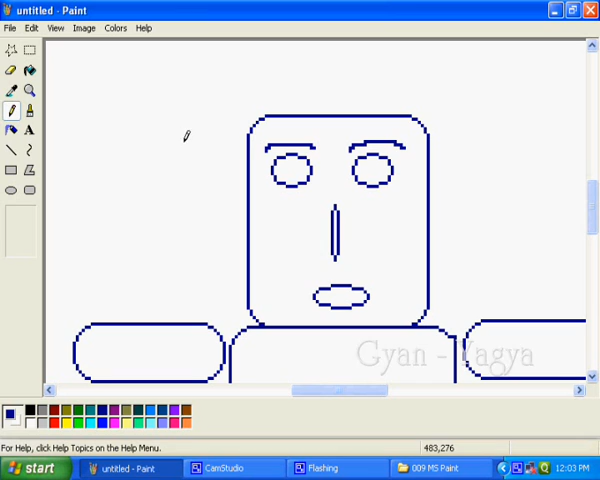 untitled - Paint
File Edit View Image Colors Help
A
Gyan - Yagya
For Help, click Help Topics on the Help Menu. 483,276
start untitled - Paint CamStudio Flashing 009 MS Paint 12:03 PM